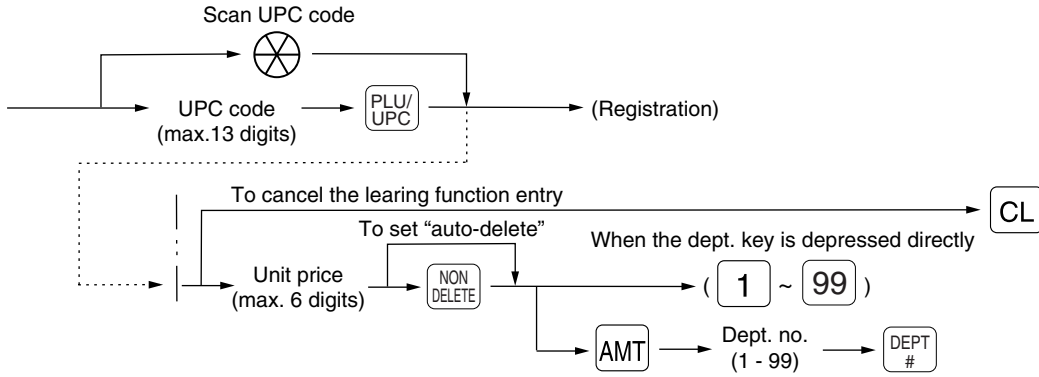 Scan UPC code
UPC code
(max.13 digits)
PLU/
UPC
(Registration)
To cancel the learing function entry
CL
To set “auto-delete”
When the dept. key is depressed directly
Unit price
(max. 6 digits)
NON
DELETE
( 1 ~ 99 )
AMT
Dept. no.
(1 - 99)
DEPT
#